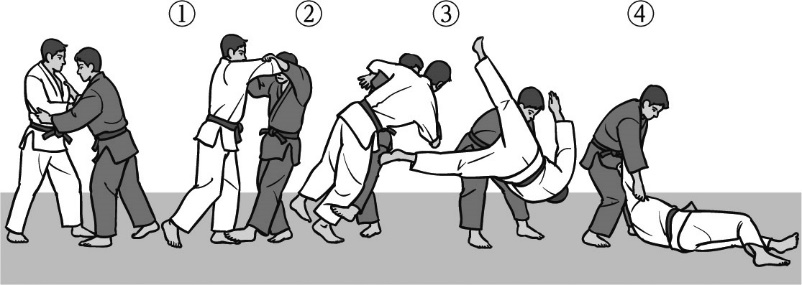 ① ② ③ ④